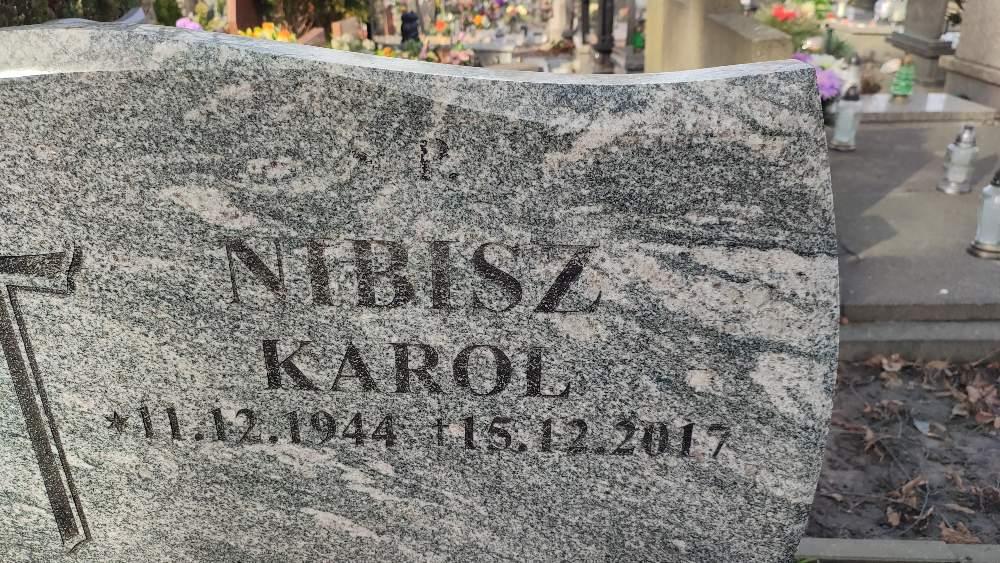 P.
NIBISZ
KAROL
*11.12.1944 †15.12.2017